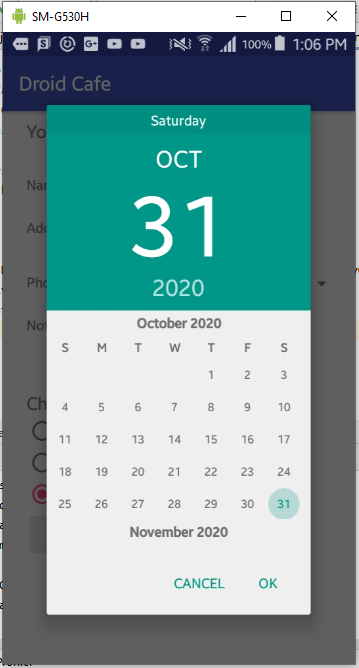 SM-G530H
100% 1:06 PM
Droid Cafe
Saturday
OCT
31
2020
October 2020
S M T W T F S
1 2 3
4 5 6 7 8 9 10
11 12 13 14 15 16 17
18 19 20 21 22 23 24
25 26 27 28 29 30 31
November 2020
CANCEL OK